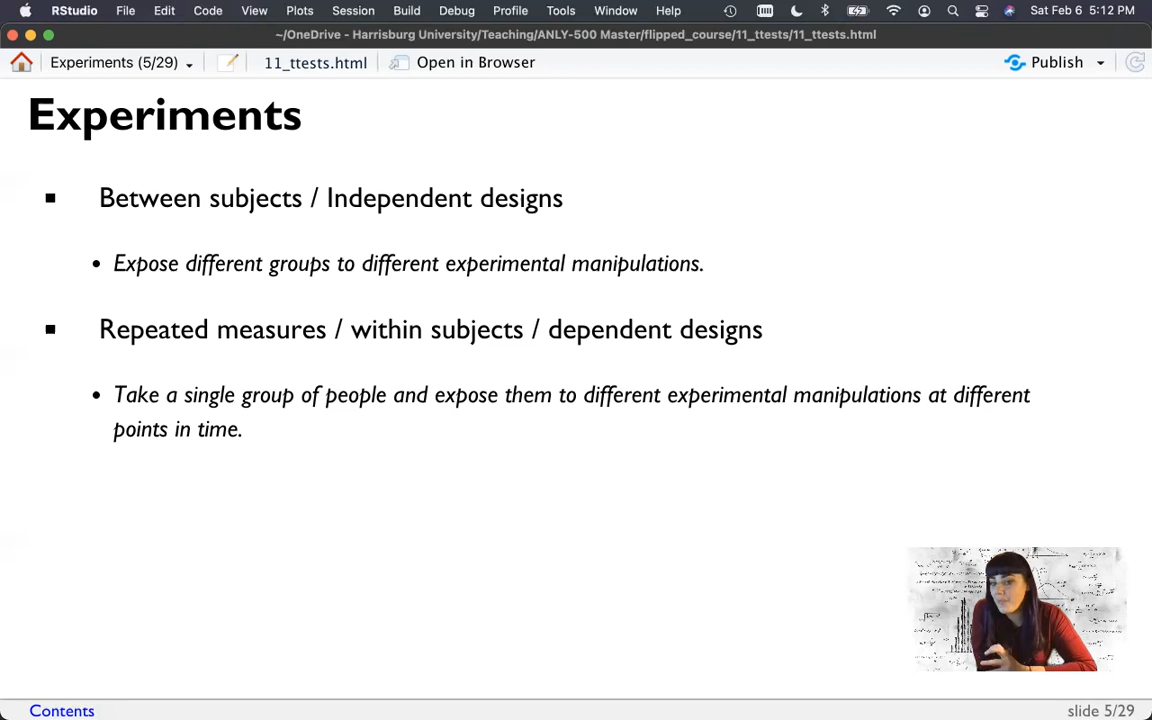 RStudio File Edit Code View Plots Session Build Debug Profile Tools Window Help Sat Feb 6 5:12 PM
~/OneDrive - Harrisburg University/Teaching/ANLY-500 Master/flipped_course/11_ttests/11_ttests.html
Experiments (5/29) 11_ttests.html Open in Browser Publish
Experiments
Between subjects / Independent designs
Expose different groups to different experimental manipulations.
Repeated measures / within subjects / dependent designs
Take a single group of people and expose them to different experimental manipulations at different
points in time.
Contents slide 5/29